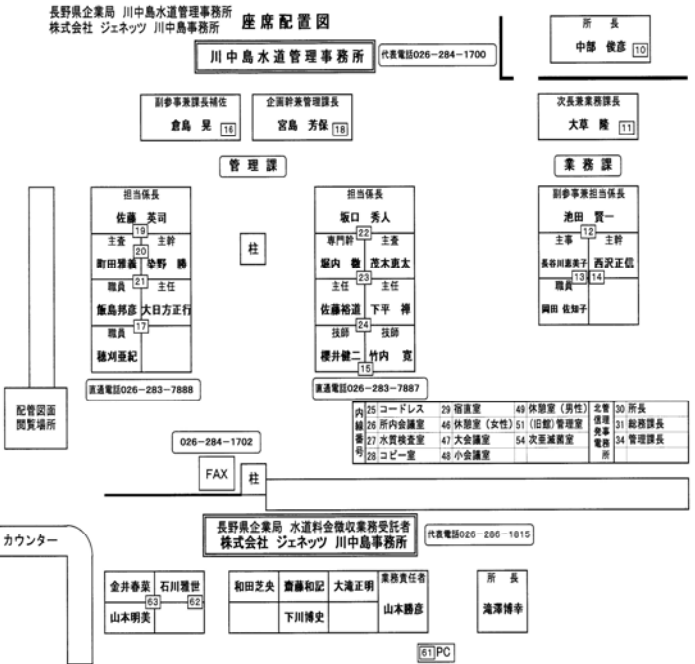 長野県企業局 川中島水道管理事務所
株式会社 ジェネッツ 川中島事務所
座席配置図
川中島水道管理事務所
代表電話026-284-1700
所 長
中部 俊彦 10
副参事兼課長補佐
倉島 晃 16
企画幹兼管理課長
宮島 芳保 18
次長兼業務課長
大草 隆 11
管 理 課
業 務 課
担当係長
佐藤 英司
19
主査 主幹
20
町田雅義 染野 勝
21
職員 主任
飯島邦彦 大日方正行
17
職員
穂刈亜紀
直通電話026-283-7888
柱
担当係長
坂口 秀人
22
専門幹 主査
堀内 徹 茂木恵太
23
主任 主任
佐藤裕道 下平 禅
24
技師 技師
櫻井健二 竹内 寛
15
直通電話026-283-7887
副参事兼担当係長
池田 賢一
12
主事 主幹
長谷川恵美子 西沢正信
13 14
職員
岡田 佐知子
配管図面
閲覧場所
内線番号
25 コードレス 29 宿直室 49 休憩室（男性）
26 所内会議室 46 休憩室（女性） 51 (旧館)管理室
27 水質検査室 47 大会議室 54 次亜滅菌室
28 コピー室 48 小会議室
北信発電
管理事務所
30 所長
31 総務課長
34 管理課長
026-284-1702
FAX
柱
長野県企業局 水道料金徴収業務受託者
株式会社 ジェネッツ 川中島事務所
代表電話026-286-1815
カウンター
金井春菜 石川雅世
63 62
山本明美
和田芝央 齋藤和記 大滝正明
下川博史
業務責任者
山本勝彦
所 長
滝澤博幸
61 PC